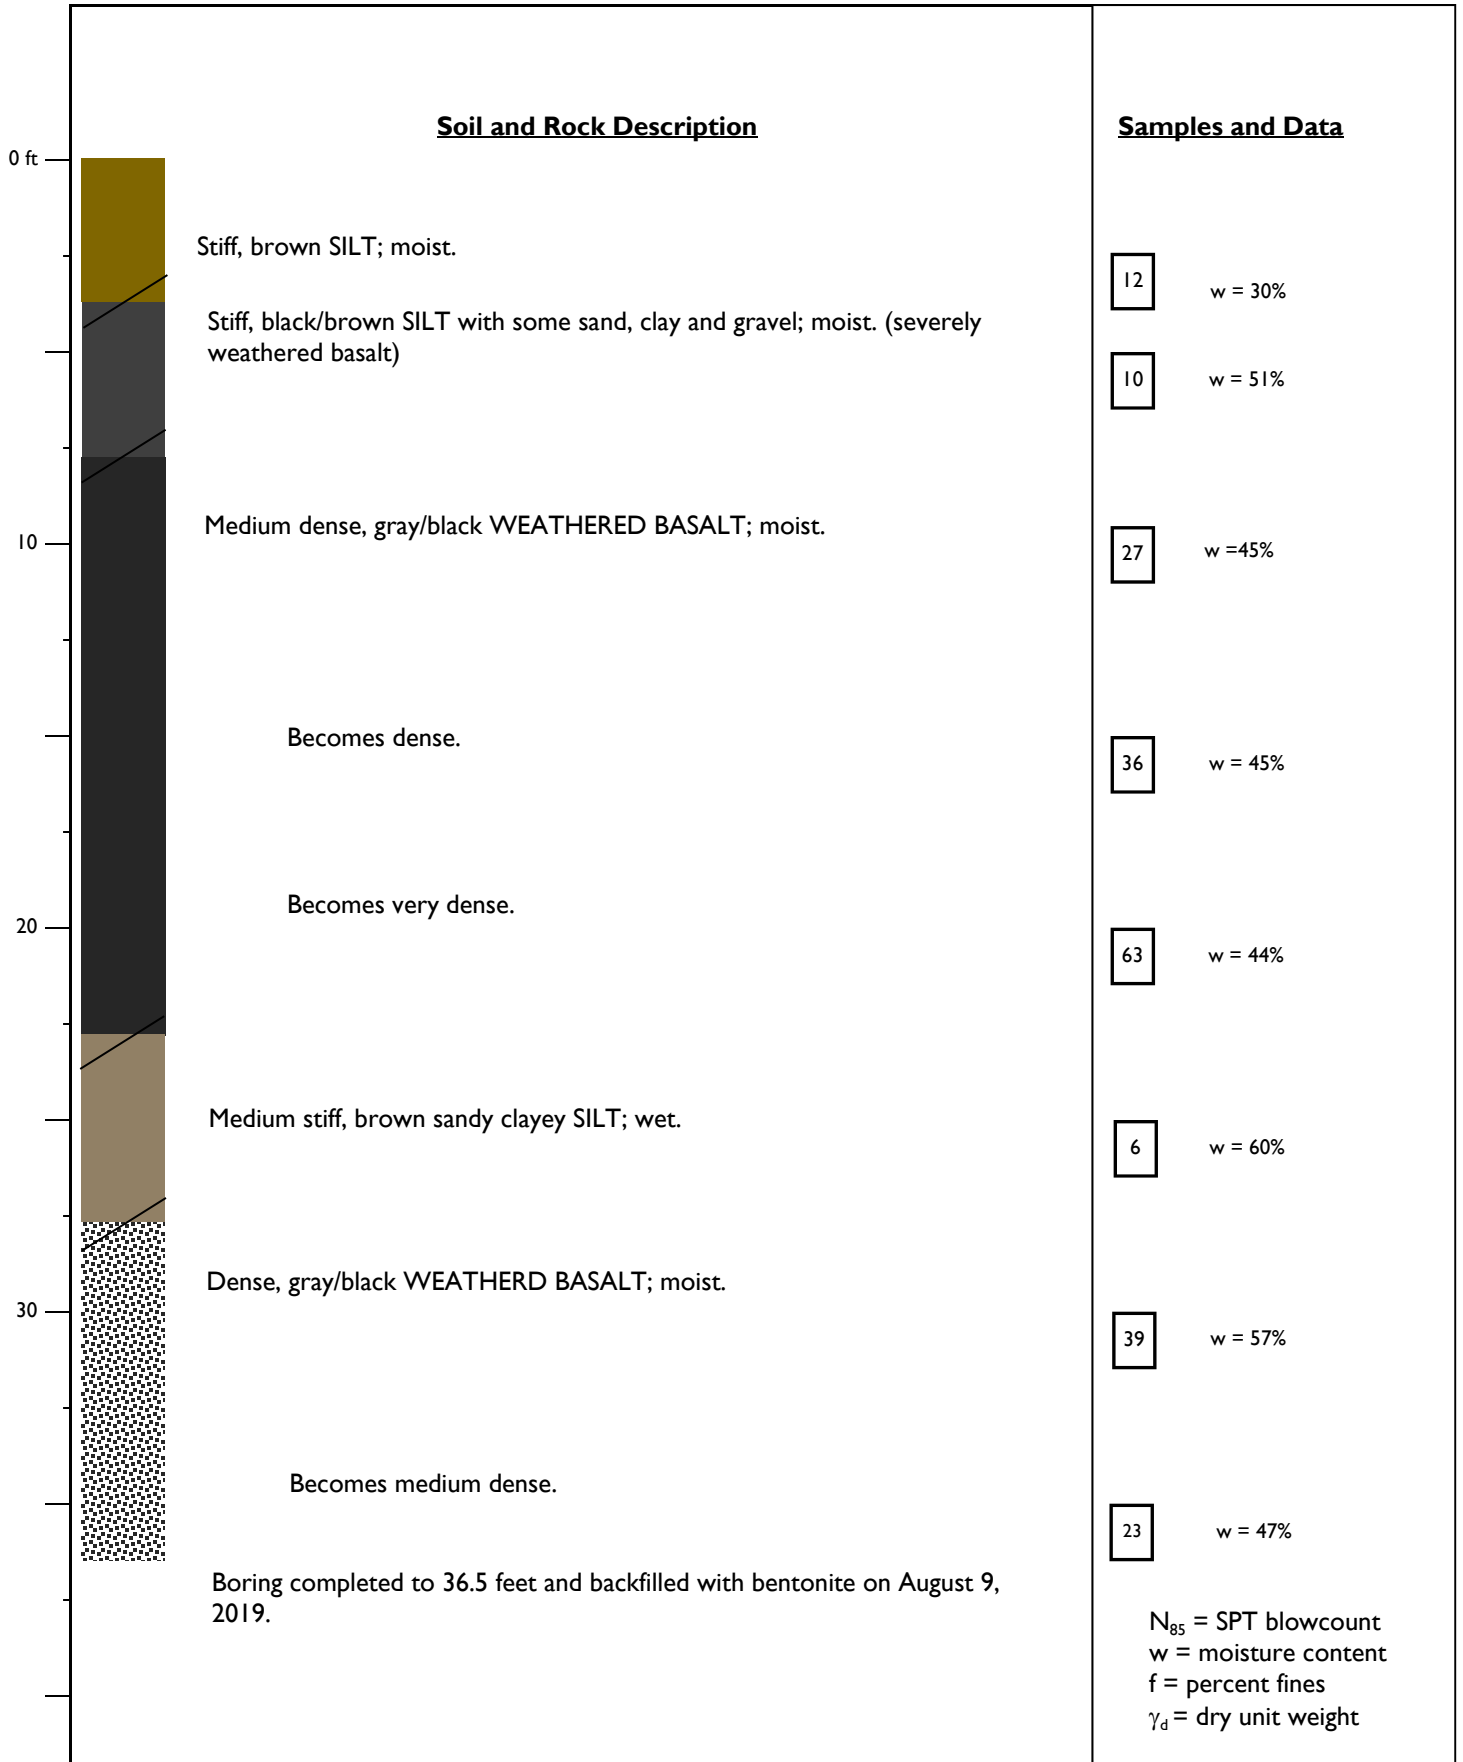 Soil and Rock Description
Samples and Data
0 ft
Stiff, brown SILT; moist.
12
w = 30%
Stiff, black/brown SILT with some sand, clay and gravel; moist. (severely
weathered basalt)
10
w = 51%
Medium dense, gray/black WEATHERED BASALT; moist.
10
27
w =45%
Becomes dense.
36
w = 45%
Becomes very dense.
20
63
w = 44%
Medium stiff, brown sandy clayey SILT; wet.
6
w = 60%
Dense, gray/black WEATHERD BASALT; moist.
30
39
w = 57%
Becomes medium dense.
23
w = 47%
Boring completed to 36.5 feet and backfilled with bentonite on August 9,
2019.
N₈₅ = SPT blowcount
w = moisture content
f = percent fines
γd = dry unit weight